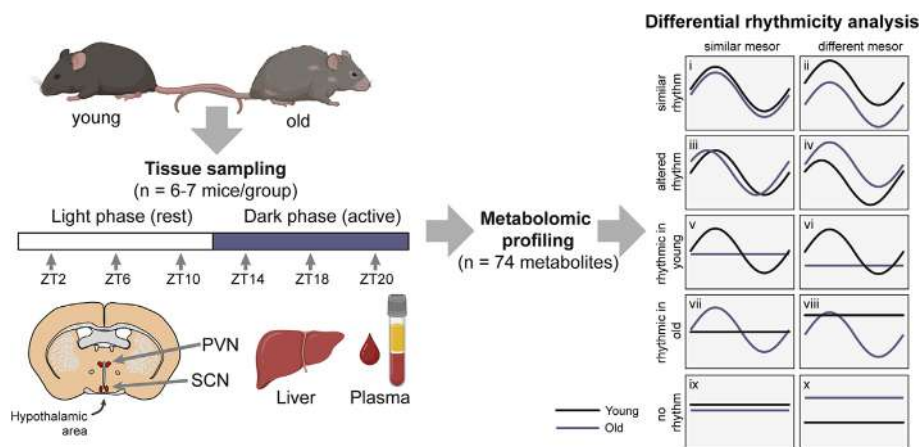 young
old
Tissue sampling
(n = 6-7 mice/group)
Light phase (rest)
Dark phase (active)
ZT2
ZT6
ZT10
ZT14
ZT18
ZT20
PVN
SCN
Hypothalamic
area
Liver
Plasma
Metabolomic
profiling
(n = 74 metabolites)
Differential rhythmicity analysis
similar mesor
different mesor
similar
rhythm
i
ii
altered
rhythm
iii
iv
rhythmic in
young
v
vi
rhythmic in
old
vii
viii
no
rhythm
ix
x
Young
Old